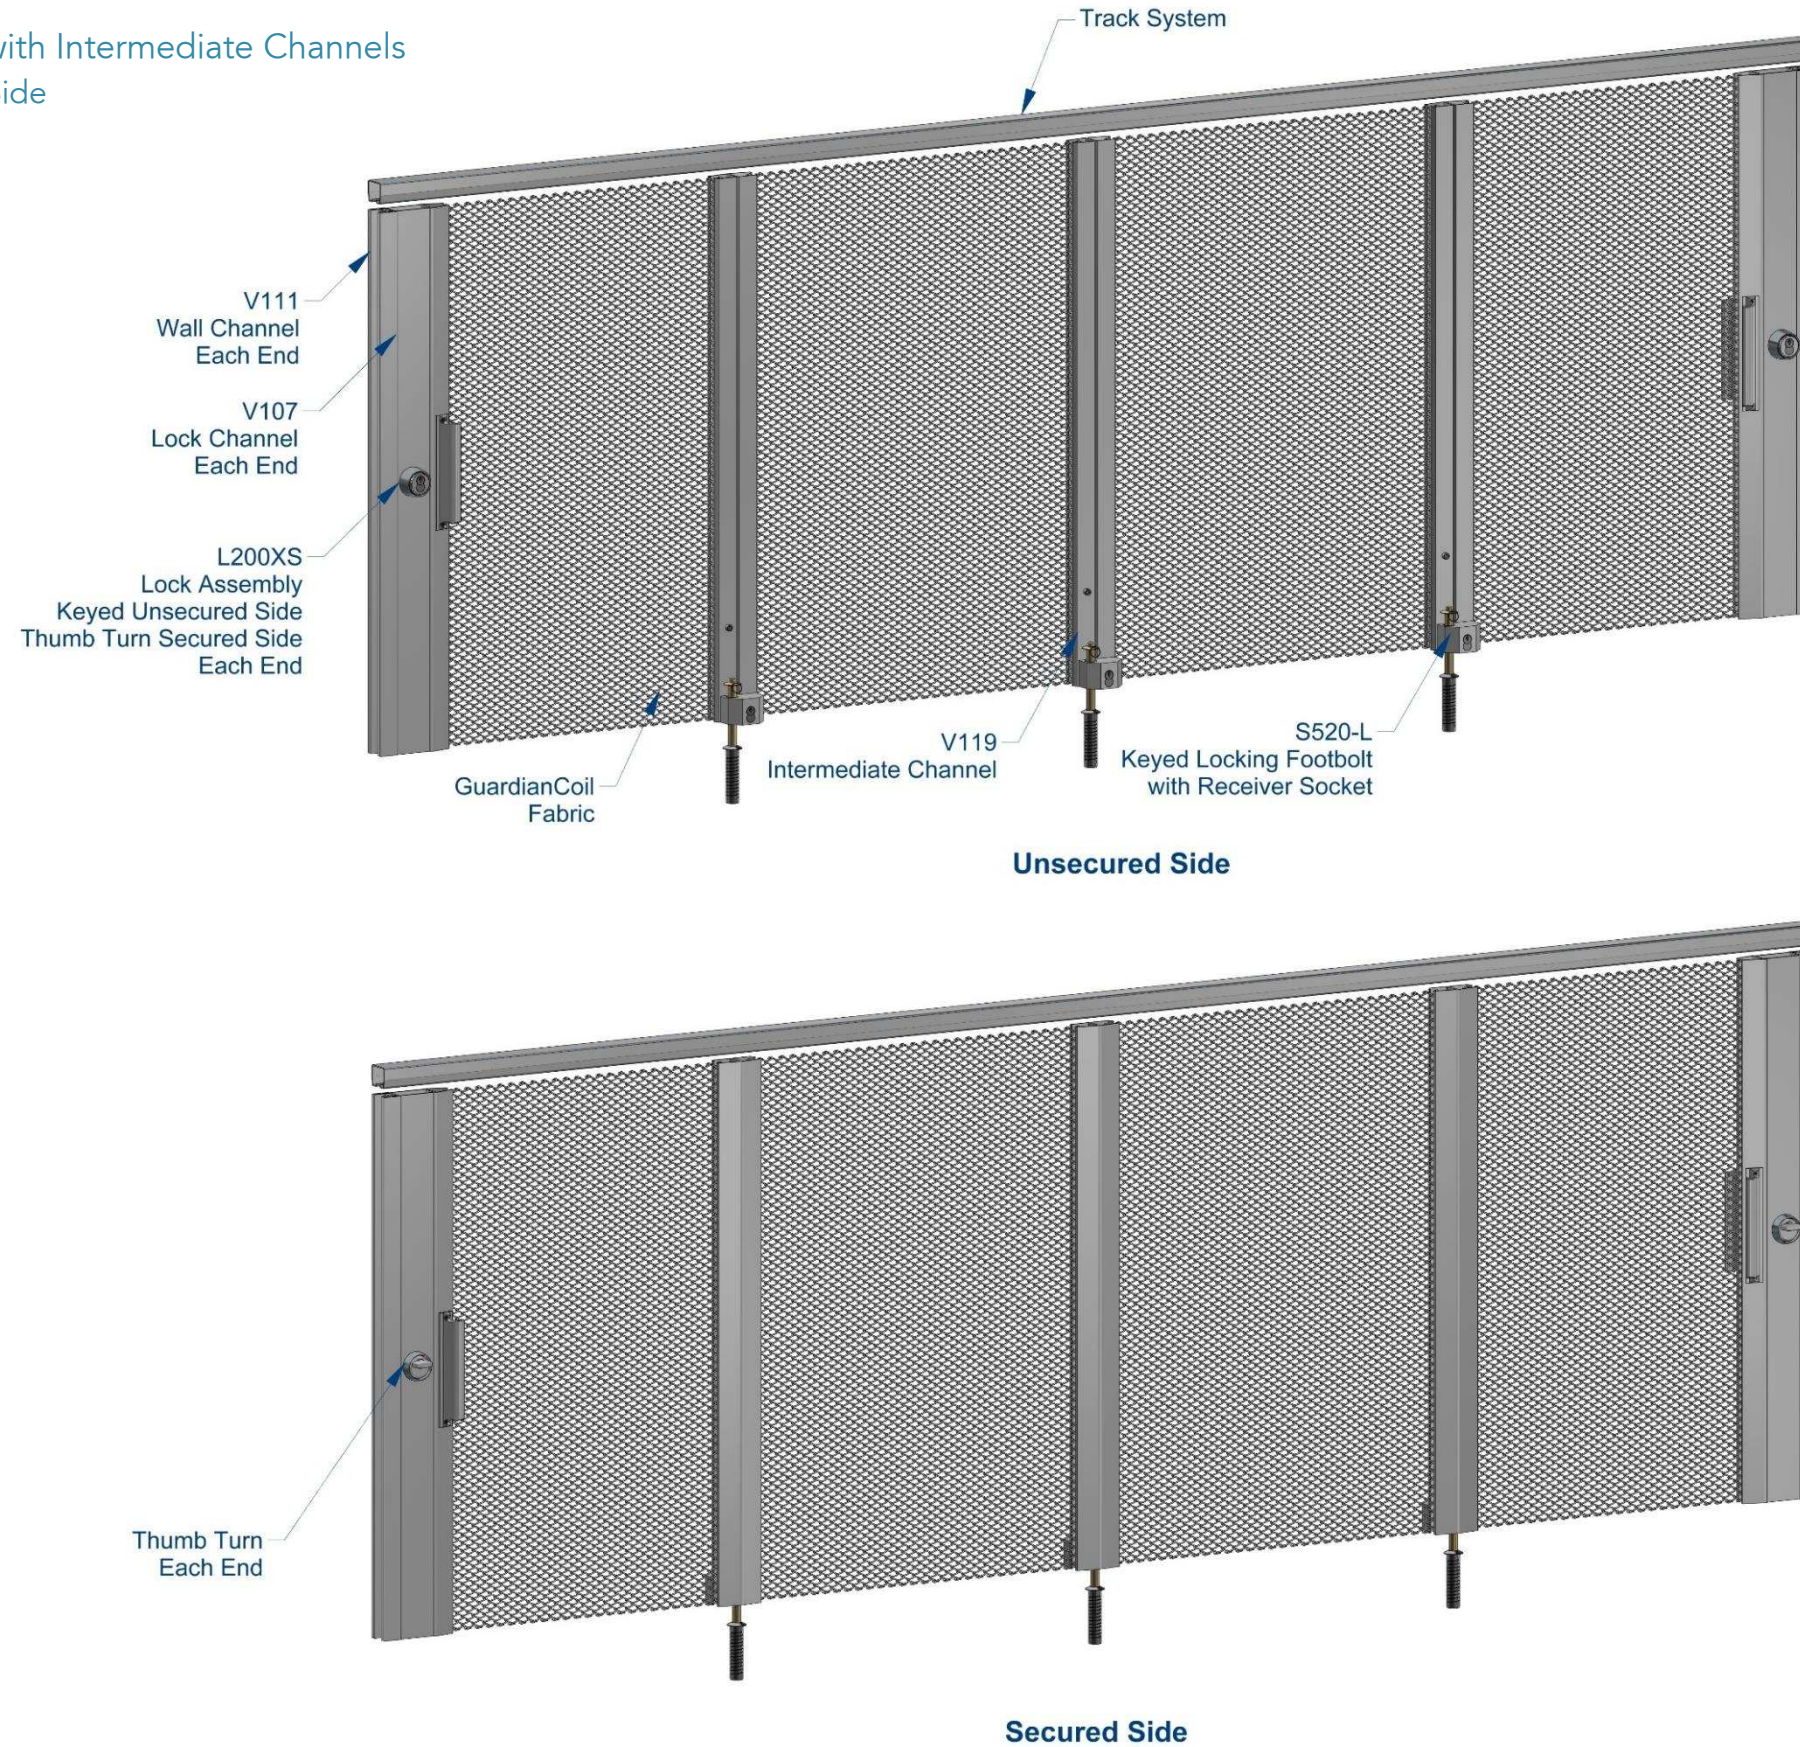 with Intermediate Channels
Side
Track System
V111
Wall Channel
Each End
V107
Lock Channel
Each End
L200XS
Lock Assembly
Keyed Unsecured Side
Thumb Turn Secured Side
Each End
GuardianCoil
Fabric
V119
Intermediate Channel
S520-L
Keyed Locking Footbolt
with Receiver Socket
Unsecured Side
Thumb Turn
Each End
Secured Side